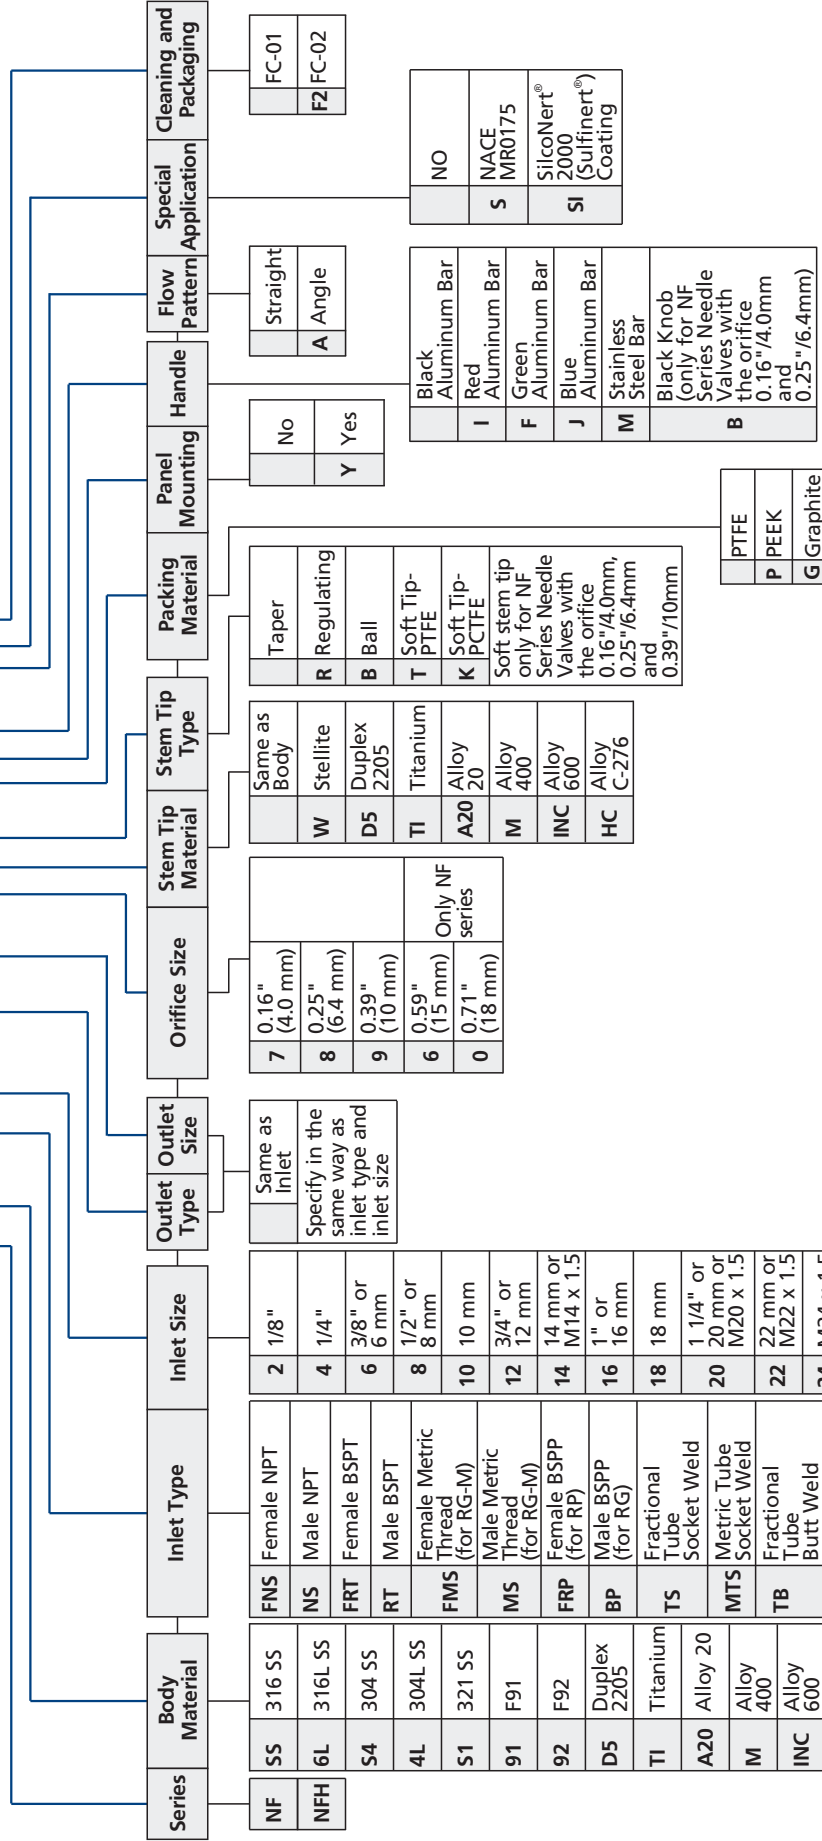 Series
NF
NFH
Body
Material
SS 316 SS
6L 316L SS
S4 304 SS
4L 304L SS
S1 321 SS
91 F91
92 F92
D5 Duplex
2205
TI Titanium
A20 Alloy 20
M Alloy
400
INC Alloy
600
Inlet Type
FNS Female NPT
NS Male NPT
FRT Female BSPT
RT Male BSPT
FMS Female Metric
Thread
(for RG-M)
MS Male Metric
Thread
(for RG-M)
FRP Female BSPP
(for RP)
BP Male BSPP
(for RG)
TS Fractional
Tube
Socket Weld
MTS Metric Tube
Socket Weld
TB Fractional
Tube
Butt Weld
Inlet Size
2 1/8"
4 1/4"
6 3/8" or
6 mm
8 1/2" or
8 mm
10 10 mm
12 3/4" or
12 mm
14 14 mm or
M14 x 1.5
16 1" or
16 mm
18 18 mm
20 1 1/4" or
20 mm or
M20 x 1.5
22 22 mm or
M22 x 1.5
Outlet
Type
Outlet
Size
Same as
Inlet
Specify in the
same way as
inlet type and
inlet size
Orifice Size
7 0.16"
(4.0 mm)
8 0.25"
(6.4 mm)
9 0.39"
(10 mm)
6 0.59"
(15 mm)
0 0.71"
(18 mm)
Only NF
series
Stem Tip
Material
Same as
Body
W Stellite
D5 Duplex
2205
TI Titanium
A20 Alloy
20
M Alloy
400
INC Alloy
600
HC Alloy
C-276
Stem Tip
Type
Taper
R Regulating
B Ball
T Soft Tip-
PTFE
K Soft Tip-
PCTFE
Soft stem tip
only for NF
Series Needle
Valves with
the orifice
0.16"/4.0mm,
0.25"/6.4mm
and
0.39"/10mm
Packing
Material
PTFE
P PEEK
G Graphite
Panel
Mounting
No
Y Yes
Handle
Black
Aluminum Bar
I Red
Aluminum Bar
F Green
Aluminum Bar
J Blue
Aluminum Bar
M Stainless
Steel Bar
B Black Knob
(only for NF
Series Needle
Valves with
the orifice
0.16"/4.0mm
and
0.25"/6.4mm)
Flow
Pattern
Straight
A Angle
Special
Application
NO
S NACE
MR0175
SI SilcoNert®
2000
(Sulfinert®)
Coating
Cleaning and
Packaging
FC-01
F2 FC-02